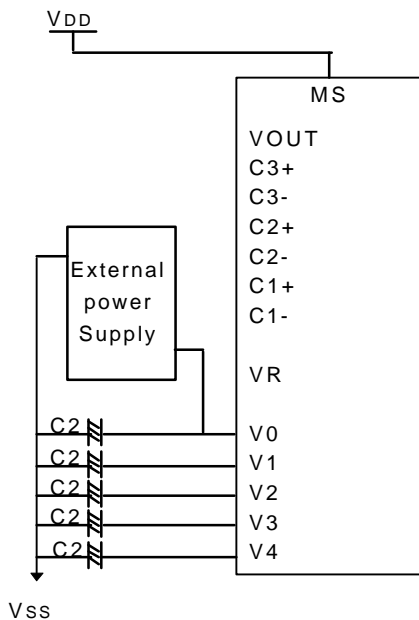 VDD
MS
VOUT
C3+
C3-
C2+
C2-
C1+
C1-
External
power
Supply
VR
C2 V0
C2 V1
C2 V2
C2 V3
C2 V4
VSS